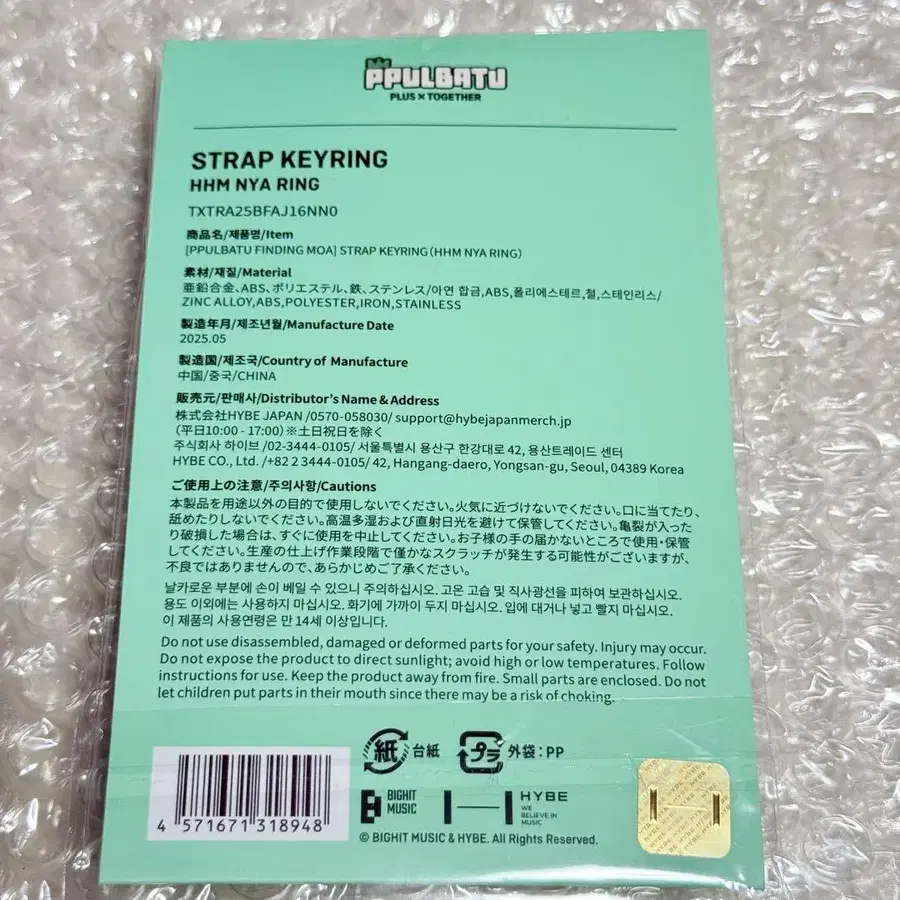 PPULBATU
PLUS × TOGETHER
STRAP KEYRING
HHM NYA RING
TXTRA25BFAJ16NN0
商品名/제품명/Item
[PPULBATU FINDING MOA] STRAP KEYRING(HHM NYA RING)
素材/재질/Material
亜鉛合金、ABS、ポリエステル、鉄、ステンレス/아연 합금,ABS,폴리에스테르,철,스테인리스/
ZINC ALLOY,ABS,POLYESTER,IRON,STAINLESS
製造年月/제조년월/Manufacture Date
2025.05
製造国/제조국/Country of Manufacture
中国/중국/CHINA
販売元/판매사/Distributor's Name & Address
株式会社HYBE JAPAN /0570-058030/ support@hybejapanmerch.jp
(平日10:00 - 17:00)※土日祝日を除く
주식회사 하이브 /02-3444-0105/ 서울특별시 용산구 한강대로 42, 용산트레이드 센터
HYBE CO., Ltd. /+82 2 3444-0105/ 42, Hangang-daero, Yongsan-gu, Seoul, 04389 Korea
ご使用上の注意/주의사항/Cautions
本製品を用途以外の目的で使用しないでください。火気に近づけないでください。口に当てたり、
舐めたりしないでください。高温多湿および直射日光を避けて保管してください。亀裂が入った
り破損した場合は、すぐに使用を中止してください。お子様の手の届かないところで使用・保管
してください。生産の仕上げ作業段階で僅かなスクラッチが発生する可能性がございますが、
不良ではありませんので、あらかじめご了承ください。
날카로운 부분에 손이 베일 수 있으니 주의하십시오. 고온 고습 및 직사광선을 피하여 보관하십시오.
용도 이외에는 사용하지 마십시오. 화기에 가까이 두지 마십시오. 입에 대거나 넣고 빨지 마십시오.
이 제품의 사용연령은 만 14세 이상입니다.
Do not use disassembled, damaged or deformed parts for your safety. Injury may occur.
Do not expose the product to direct sunlight; avoid high or low temperatures. Follow
instructions for use. Keep the product away from fire. Small parts are enclosed. Do not
let children put parts in their mouth since there may be a risk of choking.
紙 台紙 プラ 外袋:PP
4 571671 318948
BIGHIT
MUSIC
HYBE
WE
BELIEVE IN
MUSIC
© BIGHIT MUSIC & HYBE. All Rights Reserved.